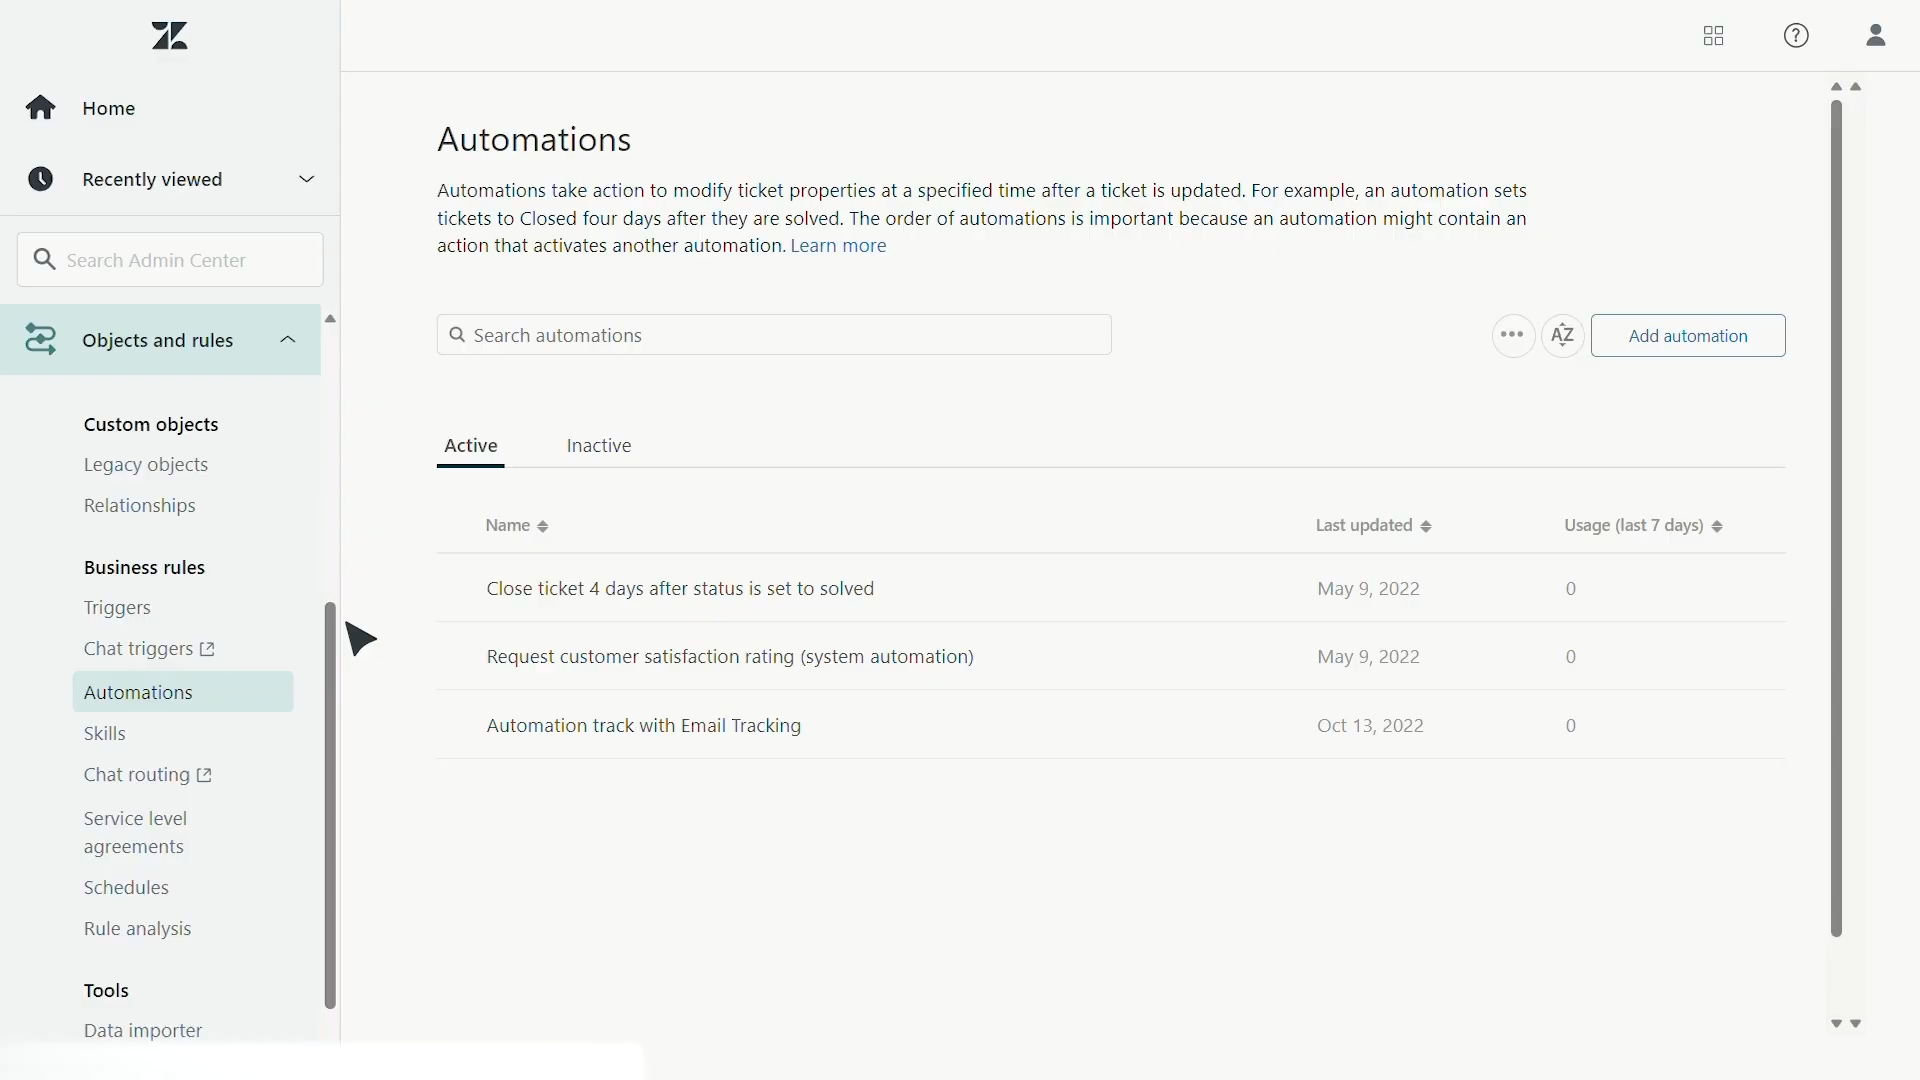 Home
Recently viewed
Search Admin Center
Objects and rules
Custom objects
Legacy objects
Relationships
Business rules
Triggers
Chat triggers
Automations
Skills
Chat routing
Service level
agreements
Schedules
Rule analysis
Tools
Data importer
?
Automations
Automations take action to modify ticket properties at a specified time after a ticket is updated. For example, an automation sets
tickets to Closed four days after they are solved. The order of automations is important because an automation might contain an
action that activates another automation. Learn more
Search automations
AZ
Add automation
Active
Inactive
Name
Last updated
Usage (last 7 days)
Close ticket 4 days after status is set to solved
May 9, 2022
0
Request customer satisfaction rating (system automation)
May 9, 2022
0
Automation track with Email Tracking
Oct 13, 2022
0